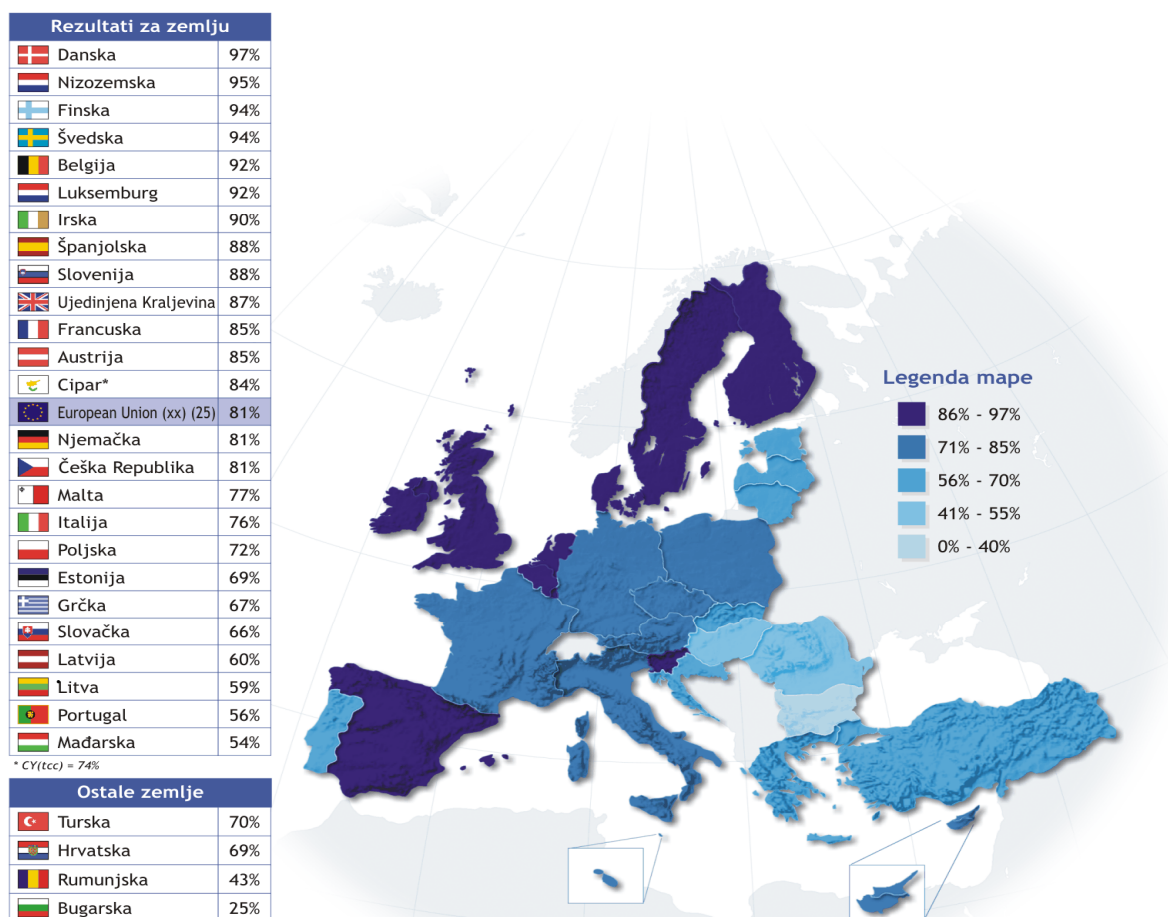 Rezultati za zemlju
Danska 97%
Nizozemska 95%
Finska 94%
Švedska 94%
Belgija 92%
Luksemburg 92%
Irska 90%
Španjolska 88%
Slovenija 88%
Ujedinjena Kraljevina 87%
Francuska 85%
Austrija 85%
Cipar* 84%
European Union (xx) (25) 81%
Njemačka 81%
Češka Republika 81%
Malta 77%
Italija 76%
Poljska 72%
Estonija 69%
Grčka 67%
Slovačka 66%
Latvija 60%
Litva 59%
Portugal 56%
Mađarska 54%
* CY(tcc) = 74%
Ostale zemlje
Turska 70%
Hrvatska 69%
Rumunjska 43%
Bugarska 25%
Legenda mape
86% - 97%
71% - 85%
56% - 70%
41% - 55%
0% - 40%